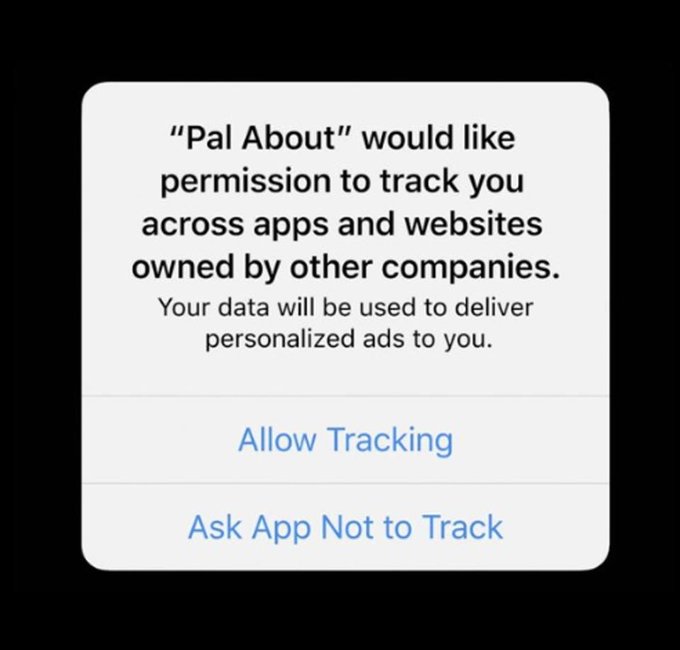 “Pal About” would like
permission to track you
across apps and websites
owned by other companies.
Your data will be used to deliver
personalized ads to you.
Allow Tracking
Ask App Not to Track